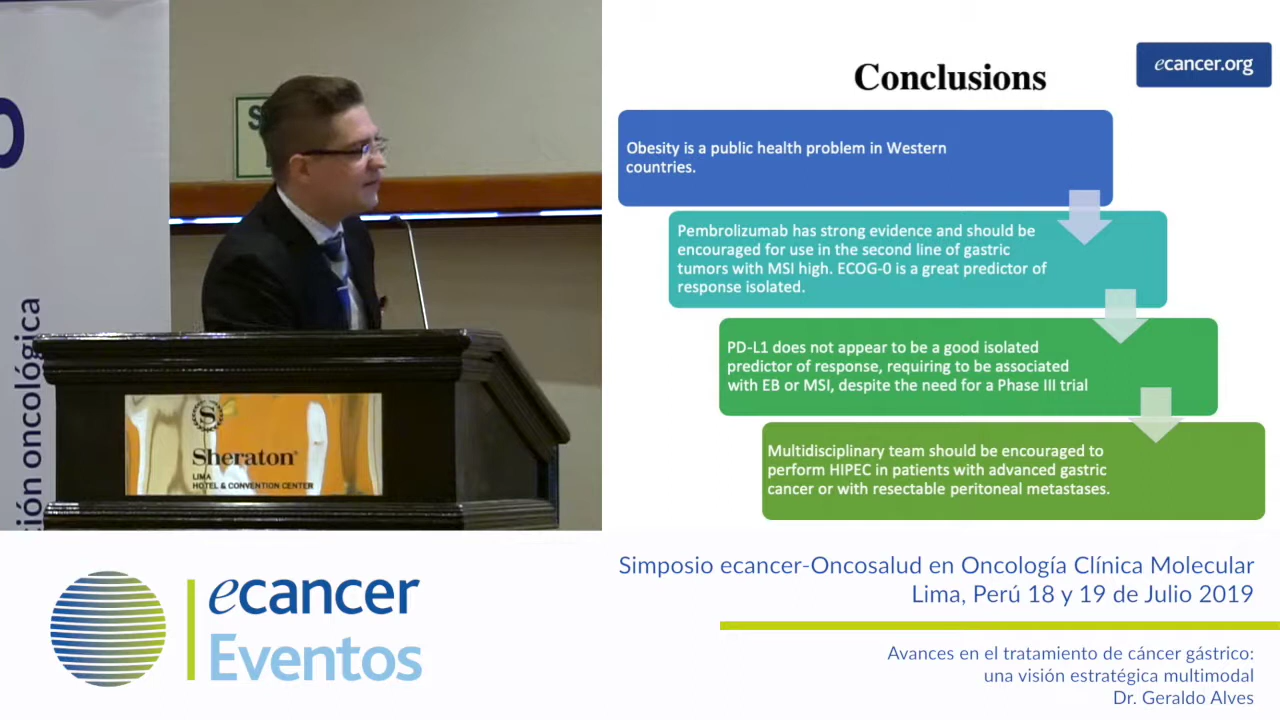 ción oncológica
S
Sheraton®
LIMA
HOTEL & CONVENTION CENTER
ecancer.org
Conclusions
Obesity is a public health problem in Western
countries.
Pembrolizumab has strong evidence and should be
encouraged for use in the second line of gastric
tumors with MSI high. ECOG-0 is a great predictor of
response isolated.
PD-L1 does not appear to be a good isolated
predictor of response, requiring to be associated
with EB or MSI, despite the need for a Phase III trial
Multidisciplinary team should be encouraged to
perform HIPEC in patients with advanced gastric
cancer or with resectable peritoneal metastases.
ecancer
Eventos
Simposio ecancer-Oncosalud en Oncología Clínica Molecular
Lima, Perú 18 y 19 de Julio 2019
Avances en el tratamiento de cáncer gástrico:
una visión estratégica multimodal
Dr. Geraldo Alves